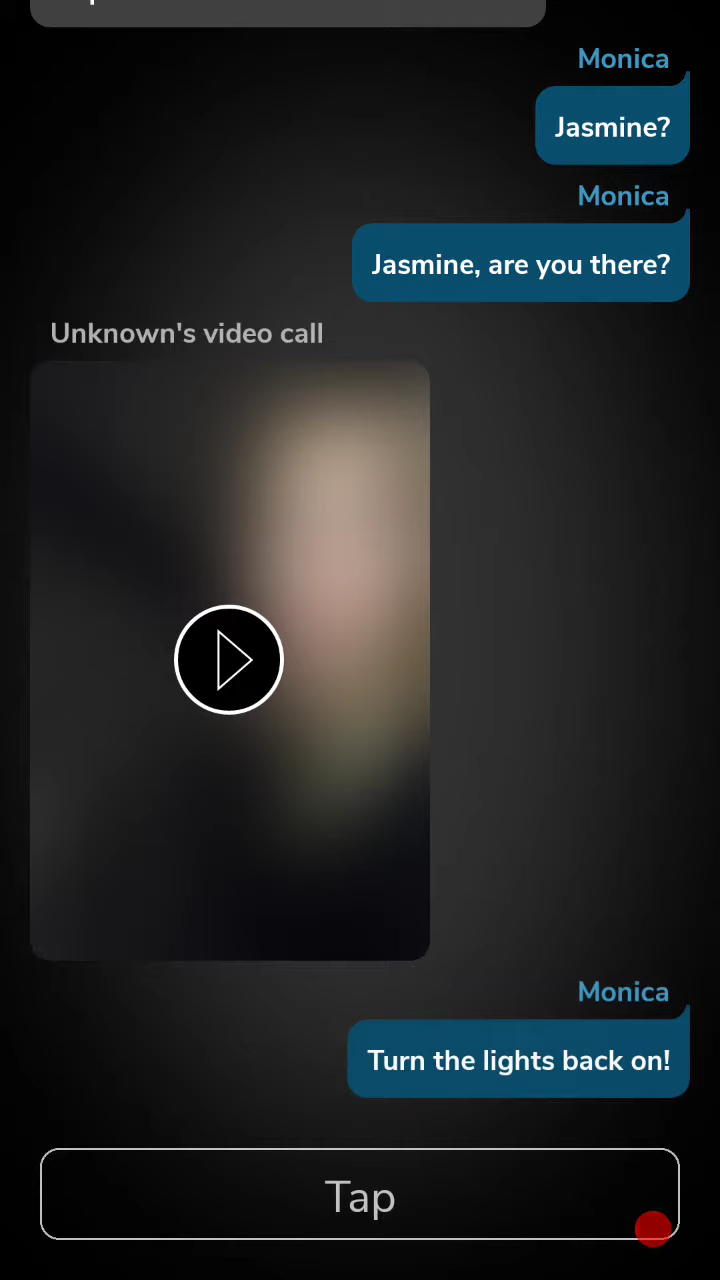 Monica
Jasmine?
Monica
Jasmine, are you there?
Unknown's video call
Monica
Turn the lights back on!
Tap